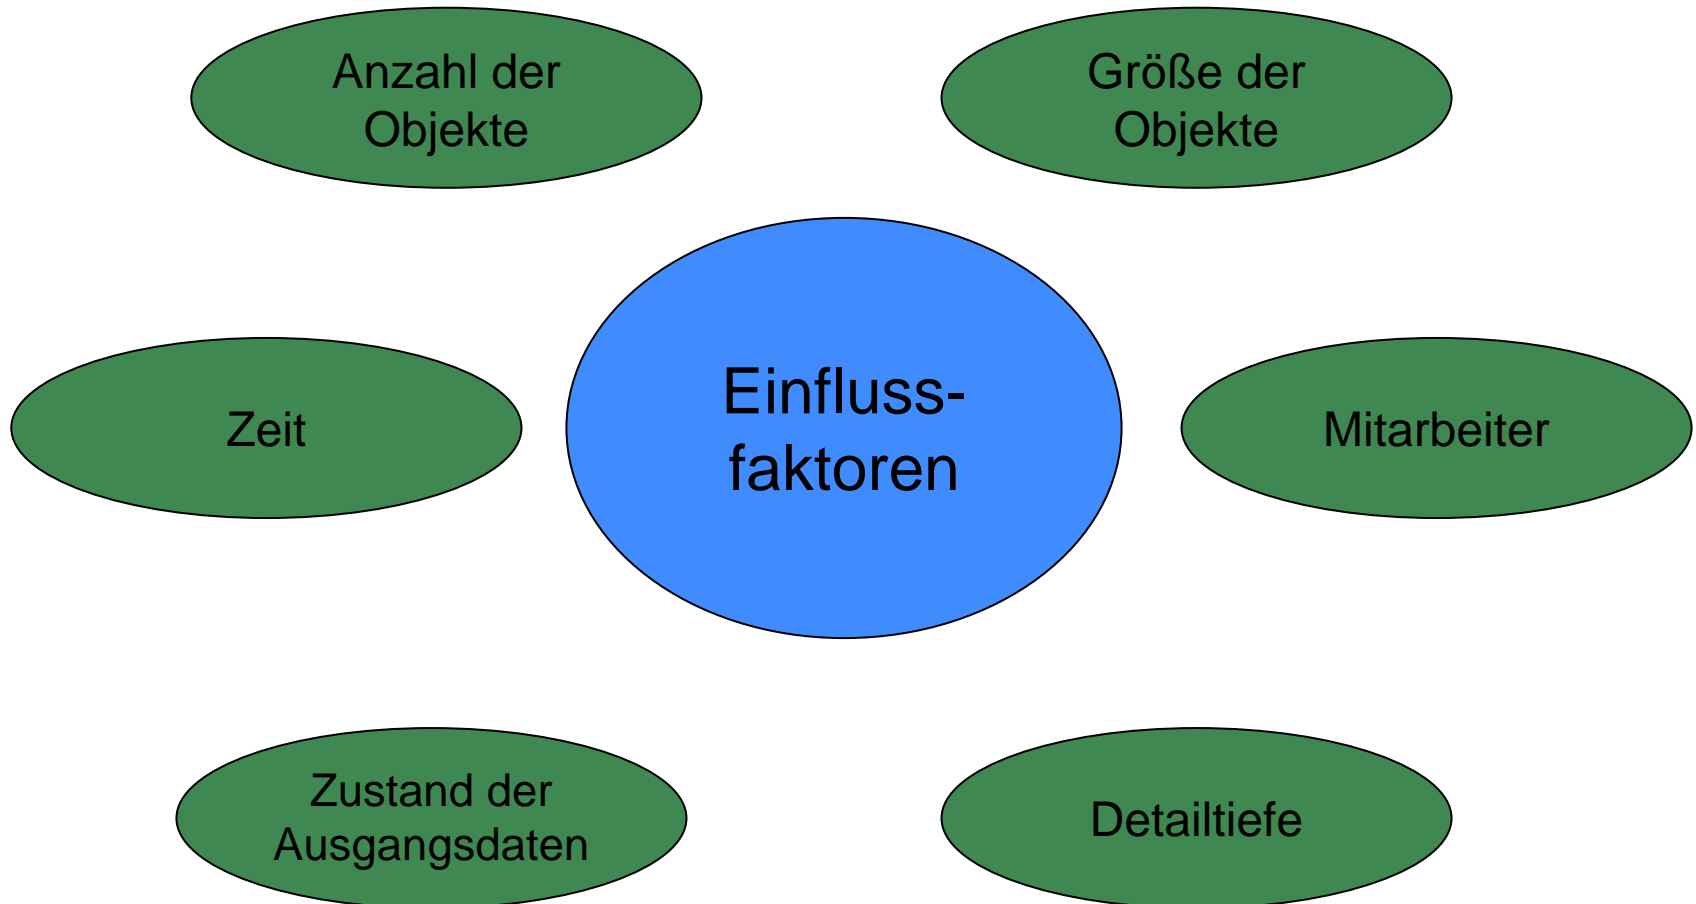 Anzahl der
Objekte
Größe der
Objekte
Einfluss-
faktoren
Zeit
Mitarbeiter
Zustand der
Ausgangsdaten
Detailtiefe